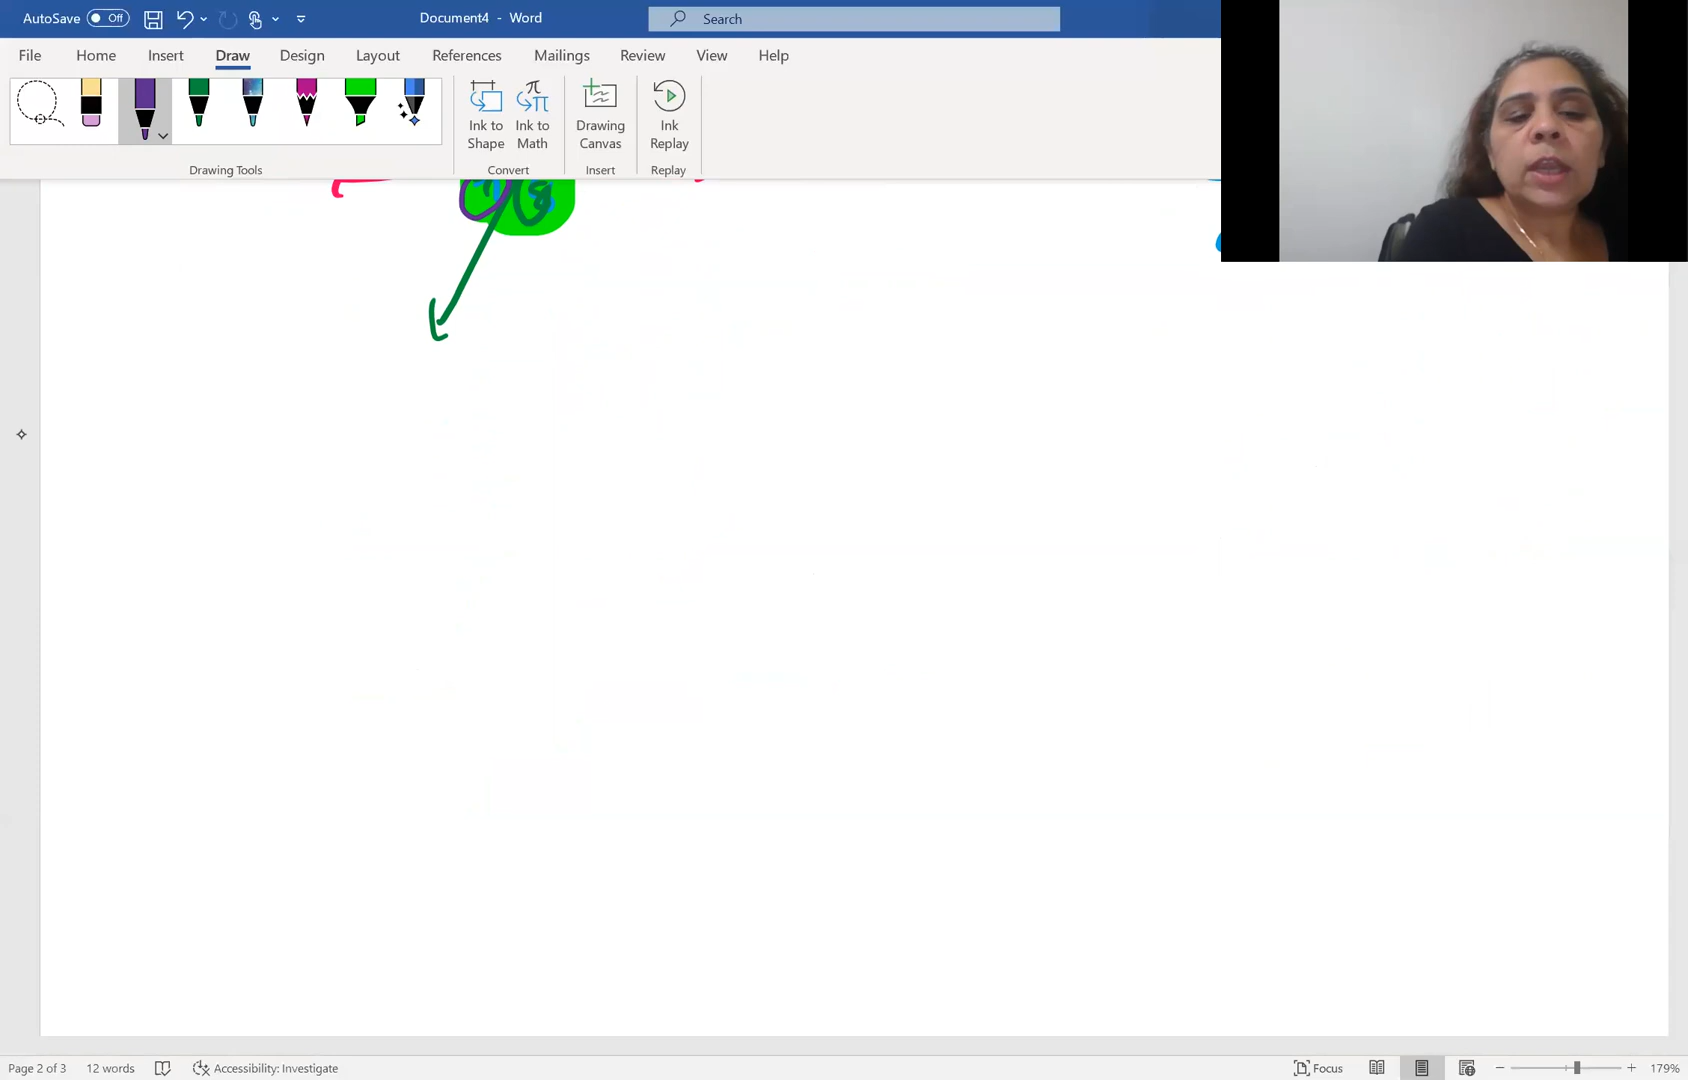 AutoSave Off Document4 - Word Search
File Home Insert Draw Design Layout References Mailings Review View Help
Ink to Shape
Ink to Math
Drawing Canvas
Ink Replay
Drawing Tools Convert Insert Replay
8
Page 2 of 3 12 words Accessibility: Investigate Focus 179%